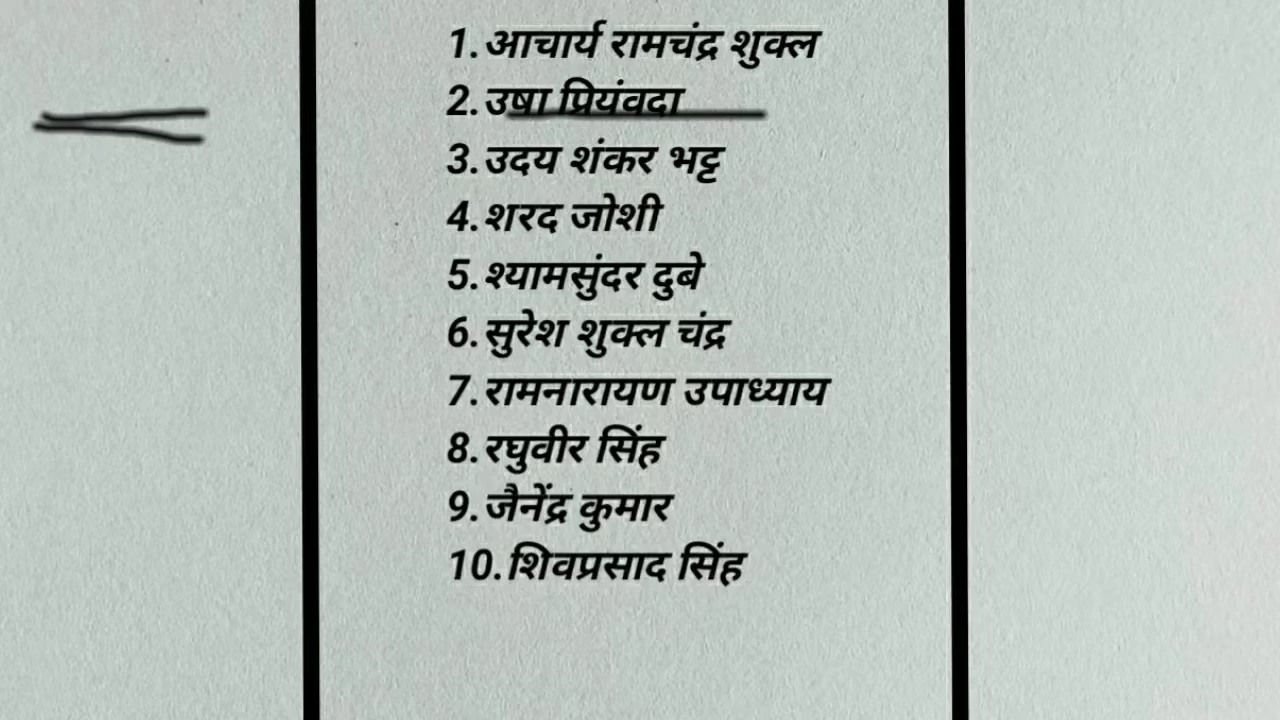 1. आचार्य रामचंद्र शुक्ल
2. उषा प्रियंवदा
3. उदय शंकर भट्ट
4. शरद जोशी
5. श्यामसुंदर दुबे
6. सुरेश शुक्ल चंद्र
7. रामनारायण उपाध्याय
8. रघुवीर सिंह
9. जैनेंद्र कुमार
10. शिवप्रसाद सिंह